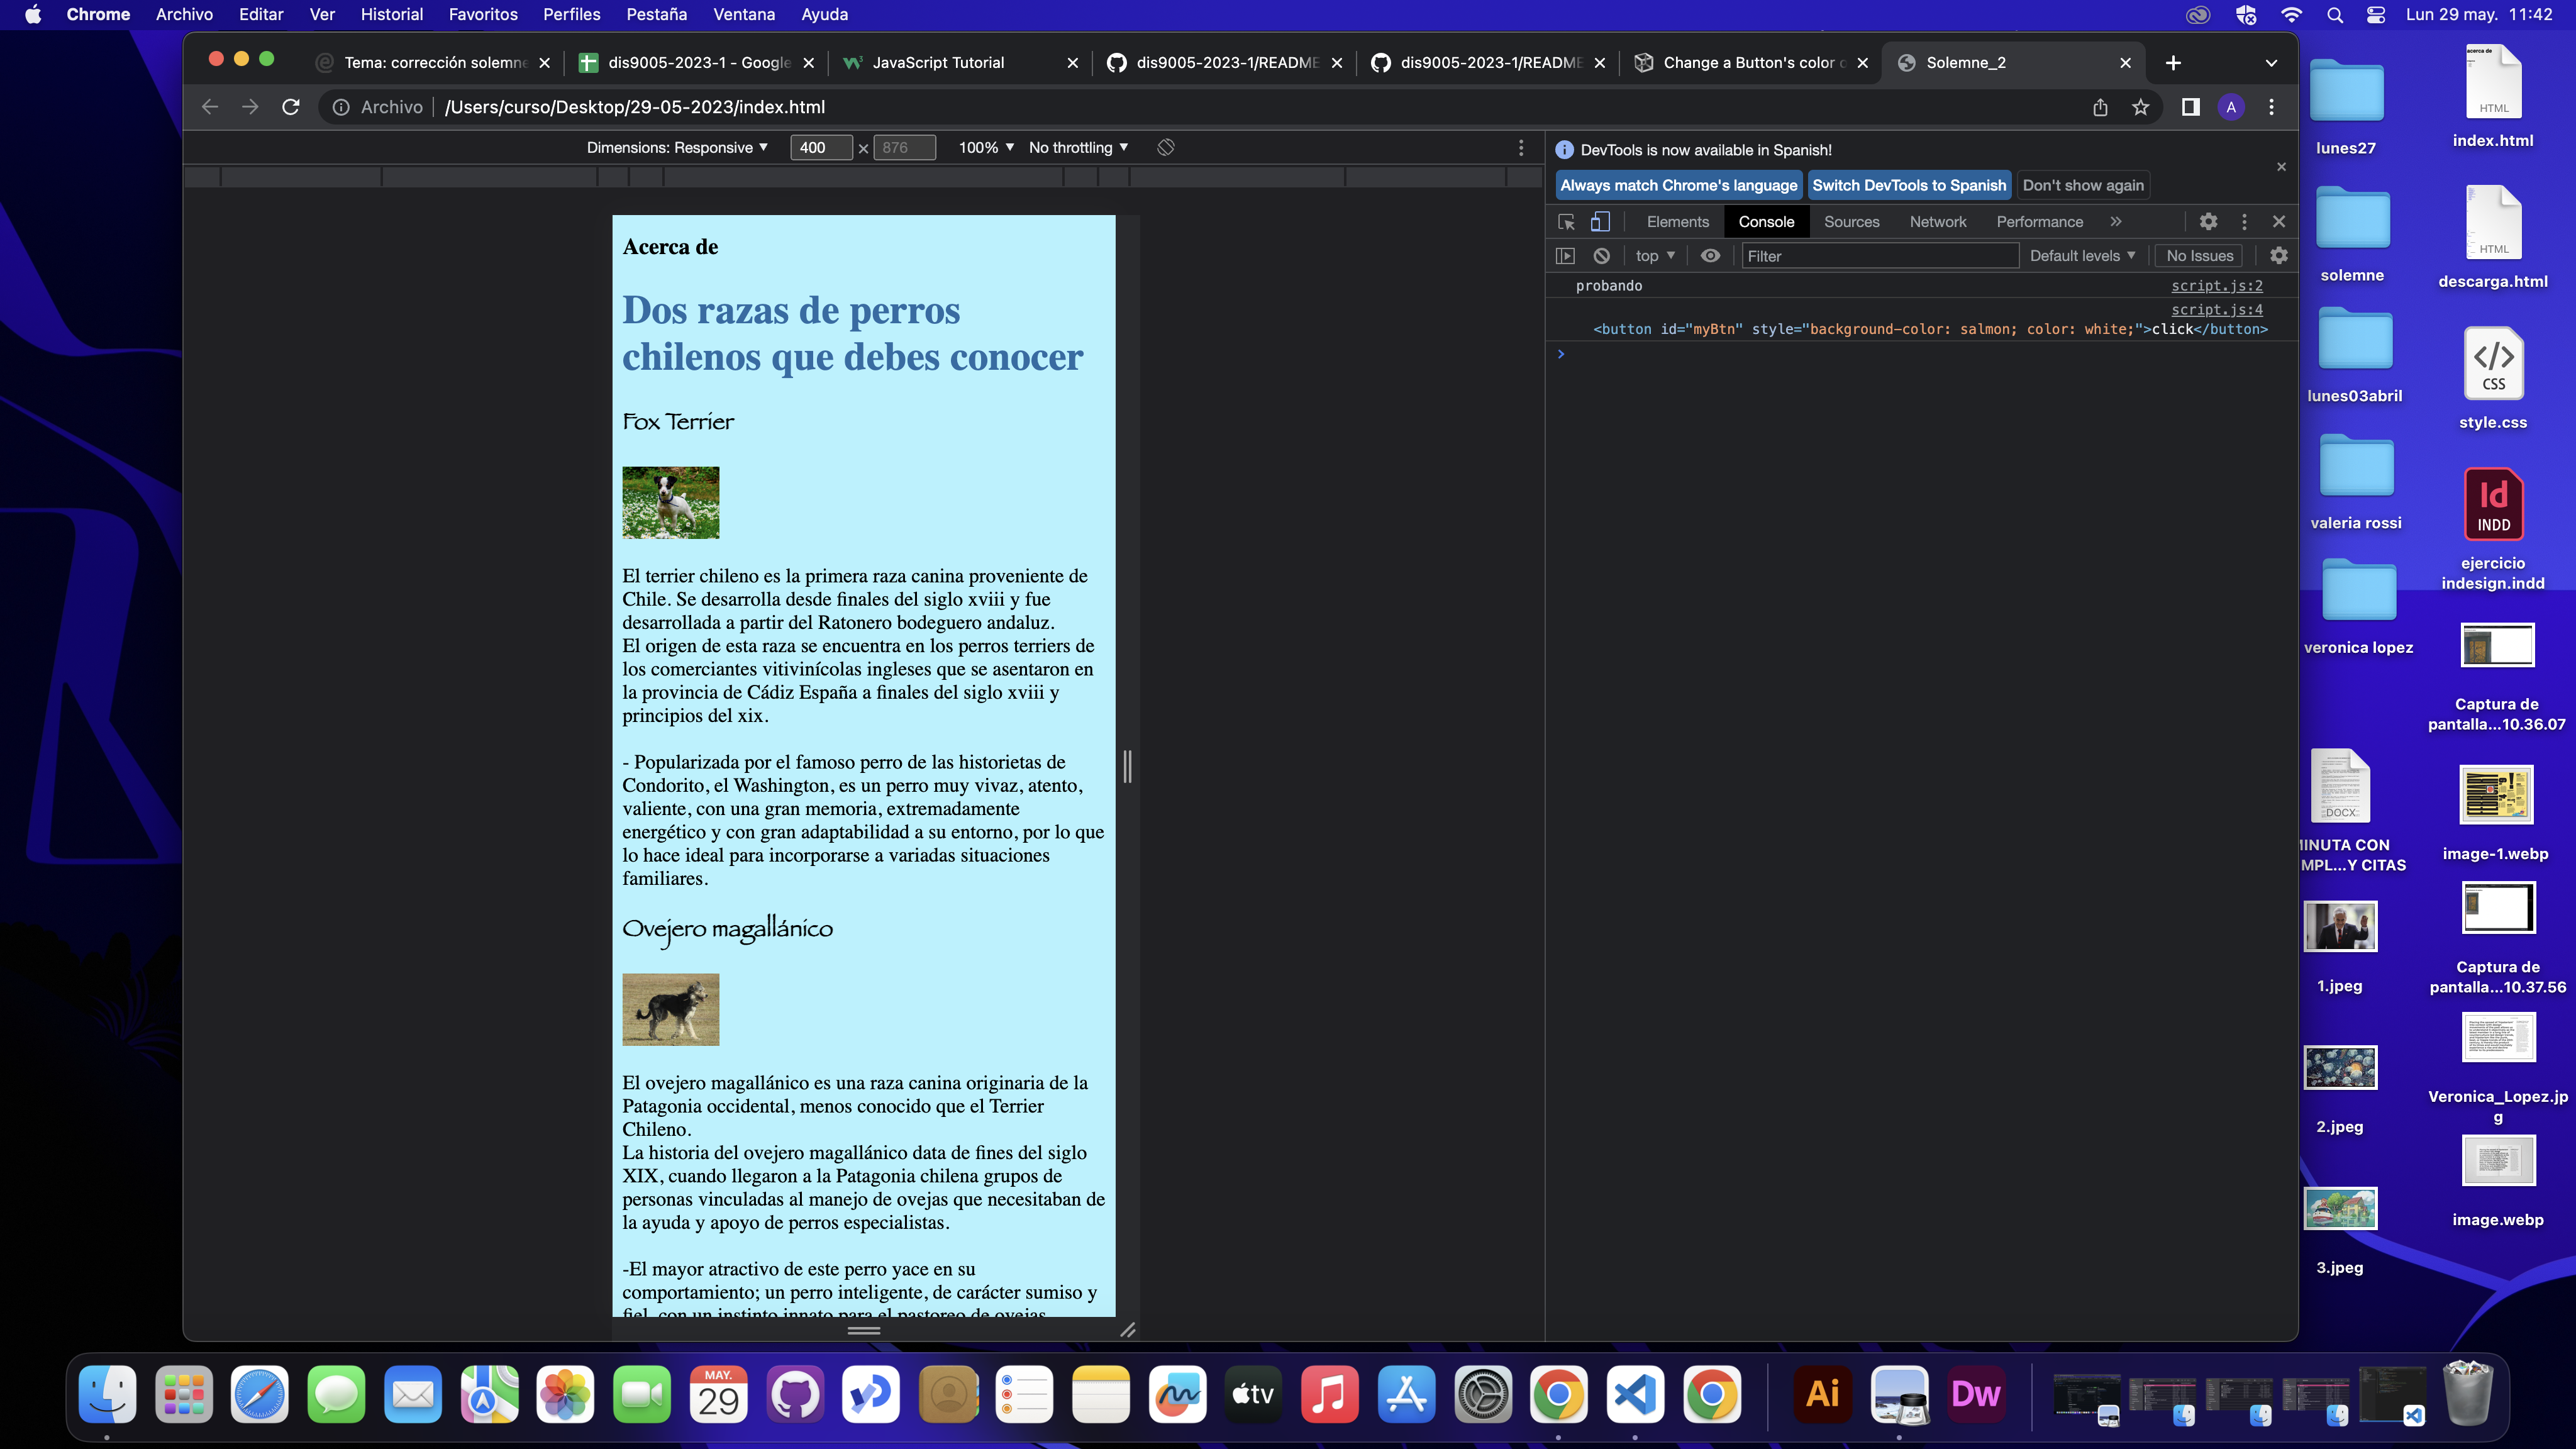 Chrome Archivo Editar Ver Historial Favoritos Perfiles Pestaña Ventana Ayuda
Lun 29 may. 11:42
Tema: corrección solemne
dis9005-2023-1 - Google
JavaScript Tutorial
dis9005-2023-1/README
dis9005-2023-1/README
Change a Button's color o
Solemne_2
Archivo /Users/curso/Desktop/29-05-2023/index.html
A
Dimensions: Responsive 400 × 876 100% No throttling
DevTools is now available in Spanish!
Always match Chrome's language Switch DevTools to Spanish Don't show again
Elements Console Sources Network Performance
top Filter Default levels No Issues
probando script.js:2
script.js:4
<button id="myBtn" style="background-color: salmon; color: white;">click</button>
Acerca de
Dos razas de perros
chilenos que debes conocer
Fox Terrier
El terrier chileno es la primera raza canina proveniente de
Chile. Se desarrolla desde finales del siglo xviii y fue
desarrollada a partir del Ratonero bodeguero andaluz.
El origen de esta raza se encuentra en los perros terriers de
los comerciantes vitivinícolas ingleses que se asentaron en
la provincia de Cádiz España a finales del siglo xviii y
principios del xix.
- Popularizada por el famoso perro de las historietas de
Condorito, el Washington, es un perro muy vivaz, atento,
valiente, con una gran memoria, extremadamente
energético y con gran adaptabilidad a su entorno, por lo que
lo hace ideal para incorporarse a variadas situaciones
familiares.
Ovejero magallánico
El ovejero magallánico es una raza canina originaria de la
Patagonia occidental, menos conocido que el Terrier
Chileno.
La historia del ovejero magallánico data de fines del siglo
XIX, cuando llegaron a la Patagonia chilena grupos de
personas vinculadas al manejo de ovejas que necesitaban de
la ayuda y apoyo de perros especialistas.
-El mayor atractivo de este perro yace en su
comportamiento; un perro inteligente, de carácter sumiso y
fiel, con un instinto innato para el pastoreo de ovejas
lunes27
solemne
lunes03abril
valeria rossi
veronica lopez
DOCX
MINUTA CON
MPL...Y CITAS
1.jpeg
2.jpeg
3.jpeg
acerca de
HTML
index.html
HTML
descarga.html
CSS
style.css
Id
INDD
ejercicio
indesign.indd
Captura de
pantalla...10.36.07
image-1.webp
Captura de
pantalla...10.37.56
Veronica_Lopez.jp
g
image.webp
MAY.
29
tv
Ai
Dw